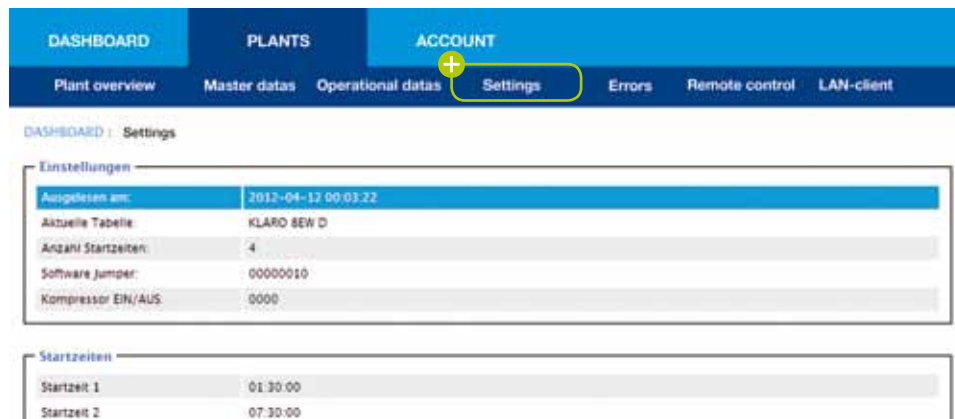 DASHBOARD PLANTS ACCOUNT
Plant overview Master datas Operational datas Settings Errors Remote control LAN-client
DASHBOARD : Settings
Einstellungen
Ausgelesen am: 2012-04-12 00:03:22
Aktuelle Tabelle: KLARO 8EW D
Anzahl Startzeiten: 4
Software Jumper: 00000010
Kompressor EIN/AUS: 0000
Startzeiten
Startzeit 1 01:30:00
Startzeit 2 07:30:00